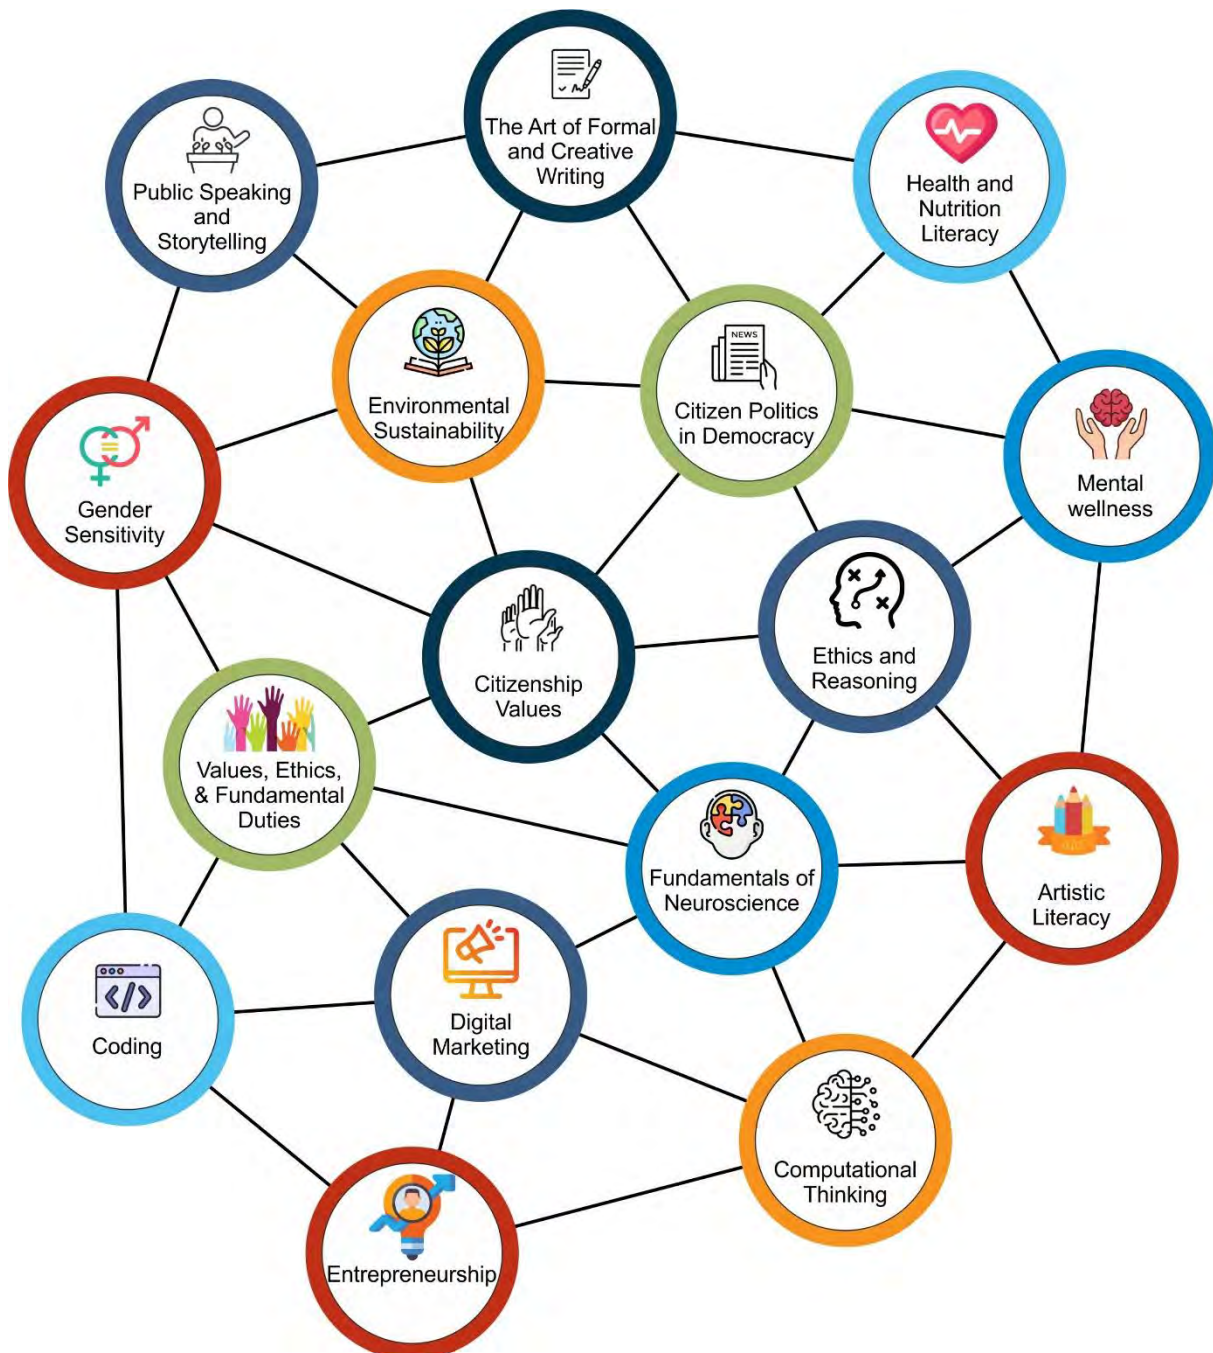 The Art of Formal
and Creative
Writing
Public Speaking
and
Storytelling
Health and
Nutrition
Literacy
Environmental
Sustainability
NEWS
Citizen Politics
in Democracy
Gender
Sensitivity
Mental
wellness
Citizenship
Values
Ethics and
Reasoning
Values, Ethics,
& Fundamental
Duties
Fundamentals of
Neuroscience
Artistic
Literacy
</>
Coding
Digital
Marketing
Computational
Thinking
Entrepreneurship